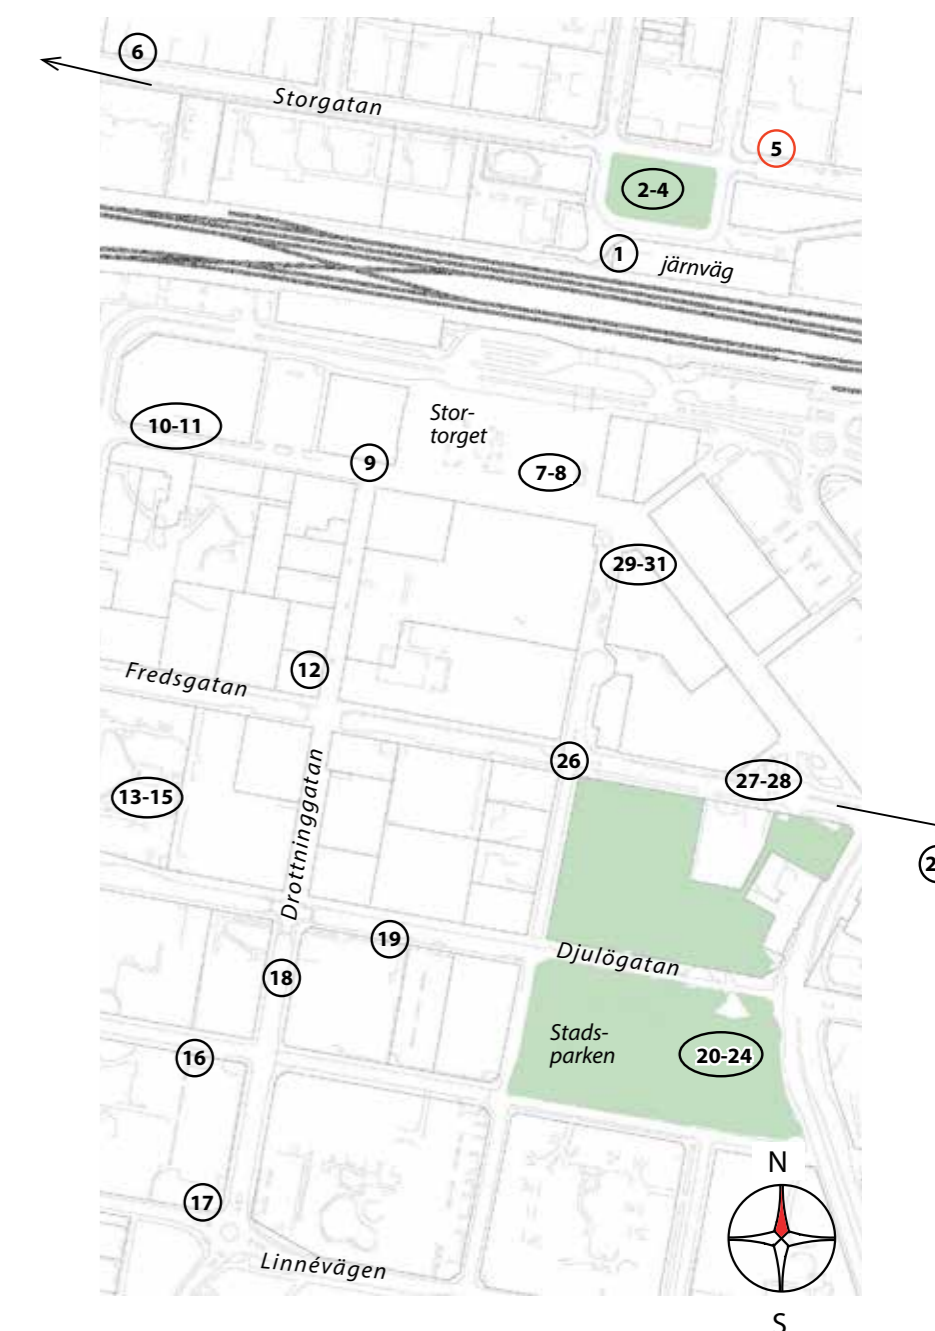 6
Storgatan
5
2-4
1
järnväg
Stor-
torget
10-11
9
7-8
29-31
12
Fredsgatan
26
27-28
13-15
Drottninggatan
2
19
Djulögatan
18
Stads-
parken
20-24
16
N
17
Linnévägen
S